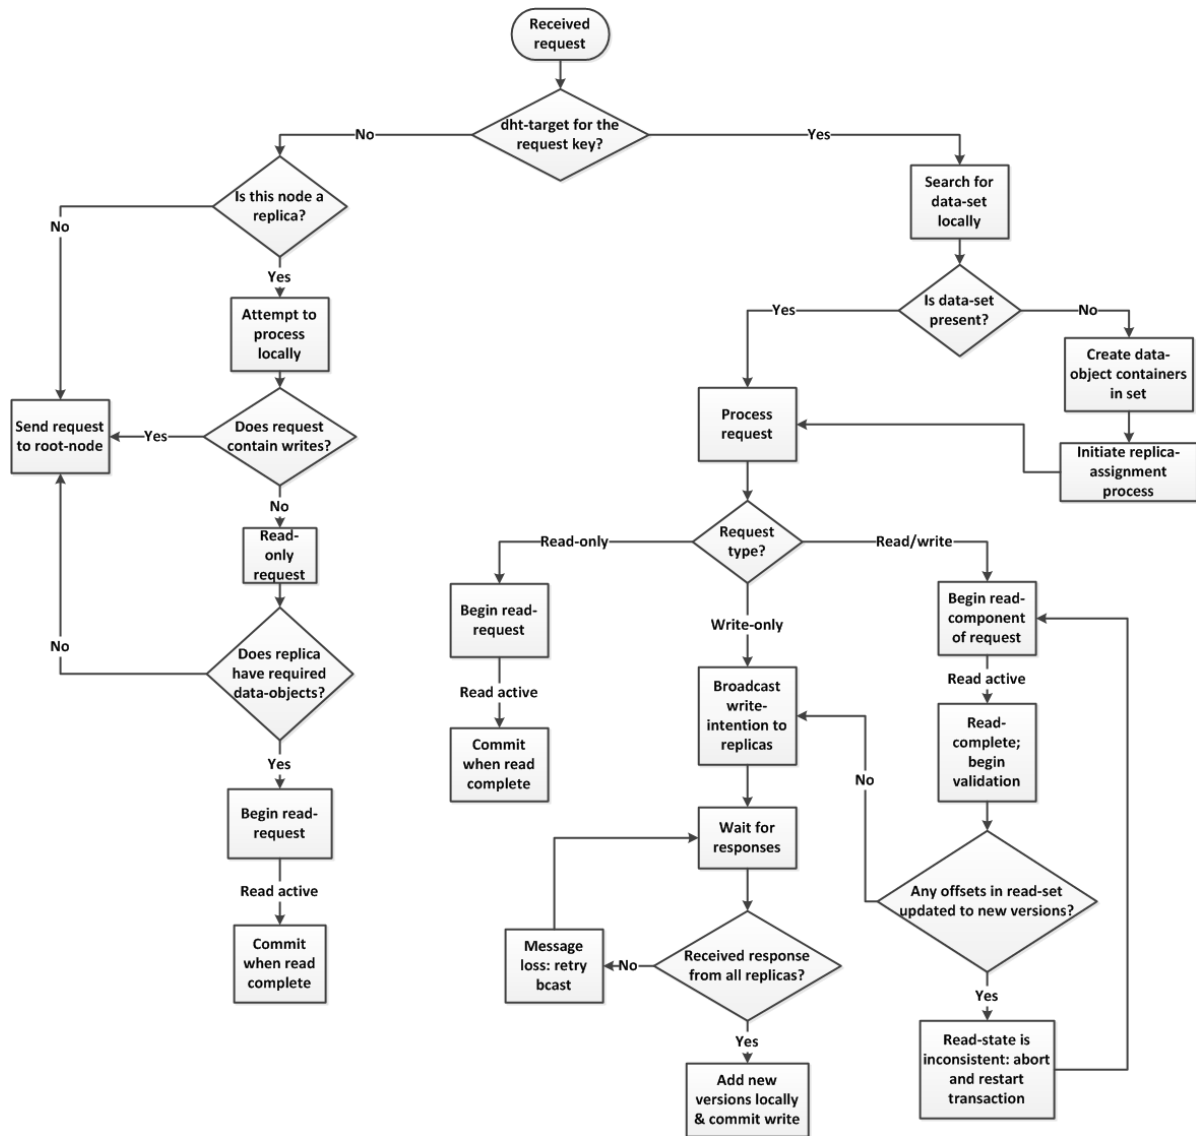 Received
request
dht-target for the
request key?
No
Yes
Is this node a
replica?
Search for
data-set
locally
No
Yes
Is data-set
present?
Yes
No
Attempt to
process
locally
Create data-
object containers
in set
Send request
to root-node
Yes
Does request
contain writes?
Process
request
Initiate replica-
assignment
process
No
Read-
only
request
Read-only
Request
type?
Read/write
Begin read-
request
Write-only
Begin read-
component
of request
No
Does replica
have required
data-objects?
Read active
Broadcast
write-
intention to
replicas
Read active
Commit
when read
complete
Read-
complete;
begin
validation
Yes
No
Begin read-
request
Wait for
responses
Read active
Any offsets in read-set
updated to new versions?
Commit
when read
complete
Message
loss: retry
bcast
No
Received response
from all replicas?
Yes
Yes
Read-state is
inconsistent: abort
and restart
transaction
Add new
versions locally
& commit write